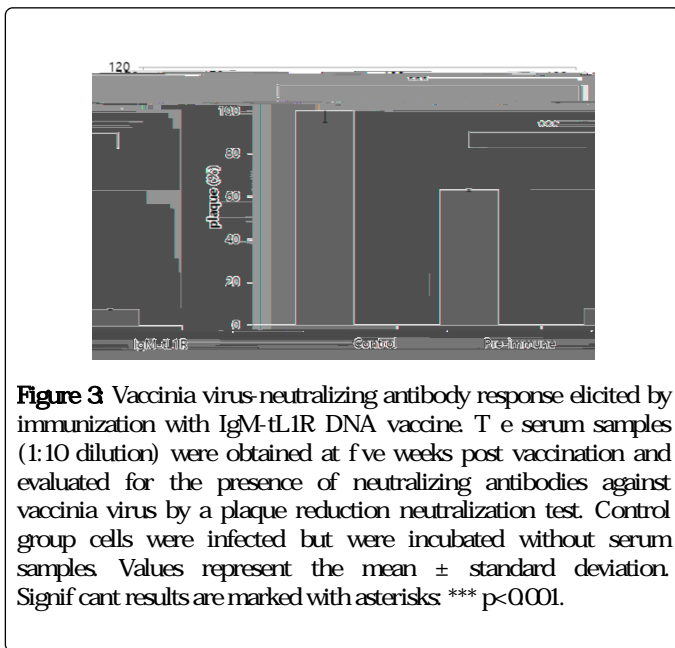 120
100
80
60
40
20
0
plaque (%)
***
IgM-tL1R
Control
Pre-immune
Figure 3: Vaccinia virus-neutralizing antibody response elicited by
immunization with IgM-tL1R DNA vaccine. T e serum samples
(1:10 dilution) were obtained at f ve weeks post vaccination and
evaluated for the presence of neutralizing antibodies against
vaccinia virus by a plaque reduction neutralization test. Control
group cells were infected but were incubated without serum
samples. Values represent the mean ± standard deviation.
Signif cant results are marked with asterisks: *** p<0.001.